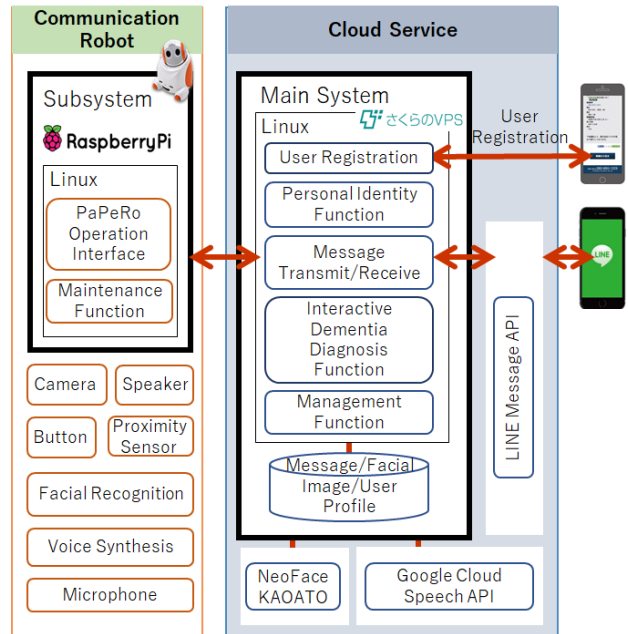 Communication
Robot
Subsystem
RaspberryPi
Linux
PaPeRo
Operation
Interface
Maintenance
Function
Camera
Speaker
Button
Proximity
Sensor
Facial Recognition
Voice Synthesis
Microphone
Cloud Service
Main System
さくらのVPS
Linux
User Registration
Personal Identity
Function
Message
Transmit/Receive
Interactive
Dementia
Diagnosis
Function
Management
Function
Message/Facial
Image/User
Profile
NeoFace
KAOATO
Google Cloud
Speech API
User
Registration
LINE Message API
LINE